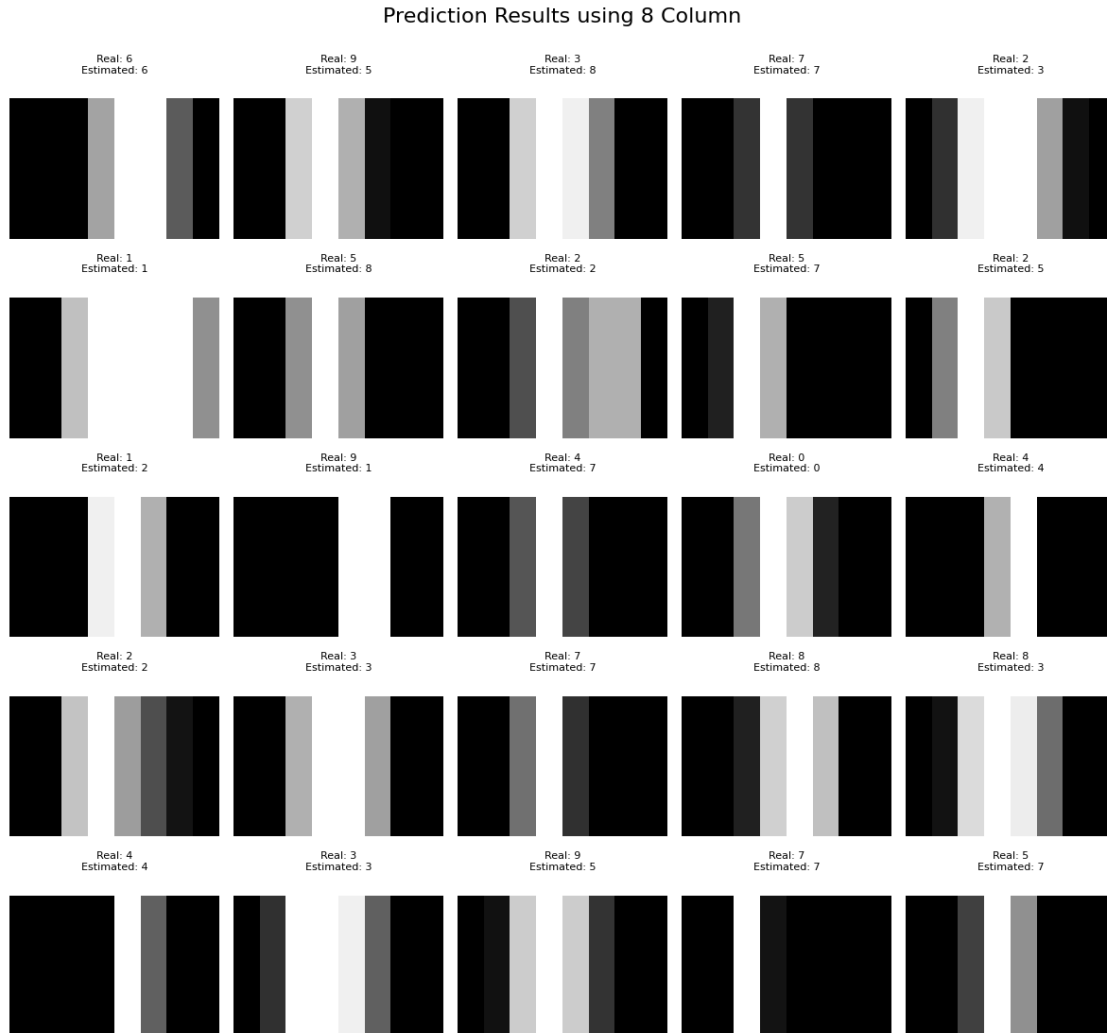 Prediction Results using 8 Column
Real: 6
Estimated: 6
Real: 9
Estimated: 5
Real: 3
Estimated: 8
Real: 7
Estimated: 7
Real: 2
Estimated: 3
Real: 1
Estimated: 1
Real: 5
Estimated: 8
Real: 2
Estimated: 2
Real: 5
Estimated: 7
Real: 2
Estimated: 5
Real: 1
Estimated: 2
Real: 9
Estimated: 1
Real: 4
Estimated: 7
Real: 0
Estimated: 0
Real: 4
Estimated: 4
Real: 2
Estimated: 2
Real: 3
Estimated: 3
Real: 7
Estimated: 7
Real: 8
Estimated: 8
Real: 8
Estimated: 3
Real: 4
Estimated: 4
Real: 3
Estimated: 3
Real: 9
Estimated: 5
Real: 7
Estimated: 7
Real: 5
Estimated: 7